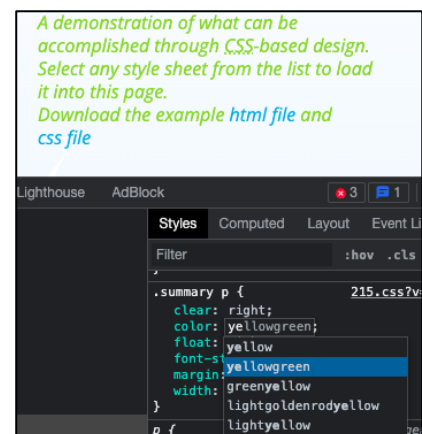 A demonstration of what can be
accomplished through CSS-based design.
Select any style sheet from the list to load
it into this page.
Download the example html file and
css file
Lighthouse AdBlock 3 1
Styles Computed Layout Event Li
Filter :hov .cls
.summary p { 215.css?v=
clear: right;
color: yellowgreen;
float:
yellow
font-st
yellowgreen
margin:
greenyellow
width:
lightgoldenrodyellow
}
lightyellow
p {